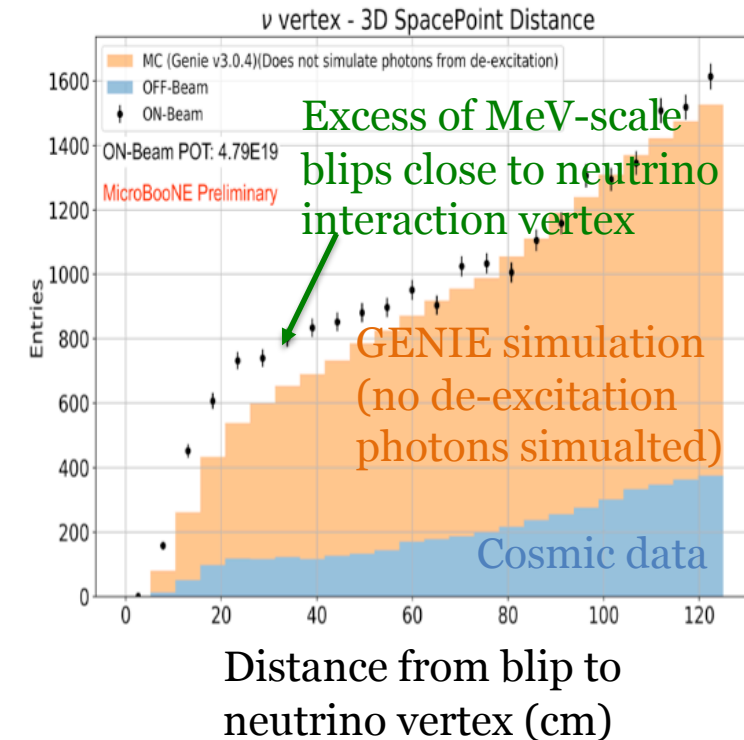 ν vertex - 3D SpacePoint Distance
MC (Genie v3.0.4)(Does not simulate photons from de-excitation)
OFF-Beam
ON-Beam
ON-Beam POT: 4.79E19
MicroBooNE Preliminary
Excess of MeV-scale
blips close to neutrino
interaction vertex
GENIE simulation
(no de-excitation
photons simualted)
Cosmic data
Entries
1600
1400
1200
1000
800
600
400
200
0
0 20 40 60 80 100 120
Distance from blip to
neutrino vertex (cm)